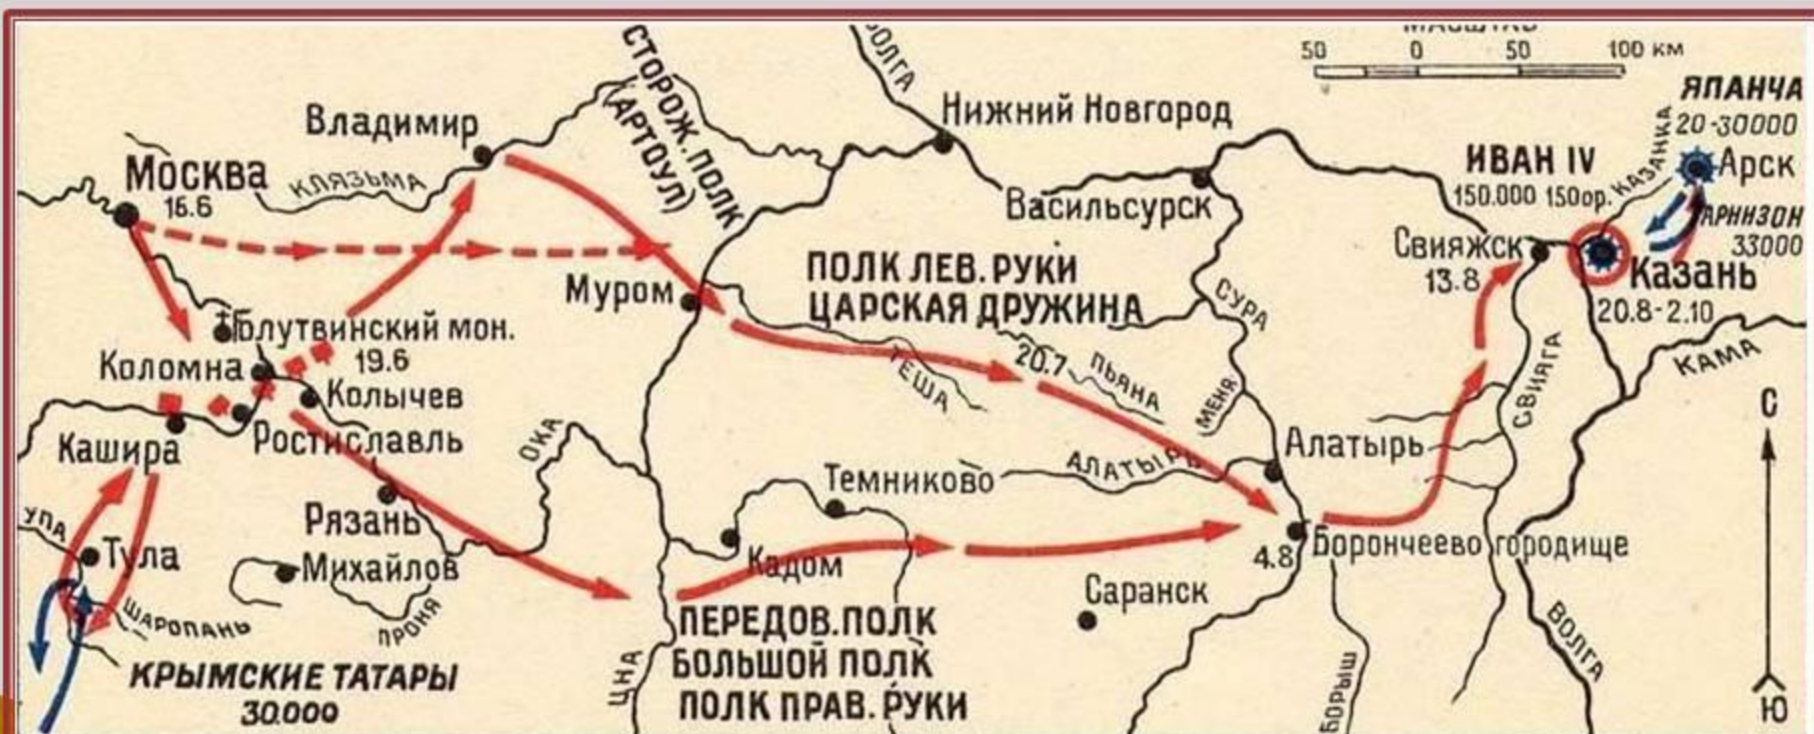 МАСШТАБ
50 0 50 100 км
ВОЛГА
СТОРОЖ. ПОЛК
(АРТОУЛ)
Владимир
Нижний Новгород
ЯПАНЧА
20-30000
Арск
КАЗАНКА
ИВАН IV
150.000 150ор.
Москва
16.6
КЛЯЗЬМА
Васильсурск
АРНИЗОН
33000
Свияжск
13.8
Казань
20.8-2.10
ПОЛК ЛЕВ. РУКИ
ЦАРСКАЯ ДРУЖИНА
Муром
СУРА
КАМА
Голутвинский мон.
19.6
Коломна
Колычев
Ростиславль
Кашира
ТЕША
20.7
ПЬЯНА
МЕНЯ
СВИЯГА
С
ОКА
Алатырь
АЛАТЫРЬ
Темниково
Рязань
УПА
Тула
Михайлов
Кадом
4.8
Борончеево городище
Саранск
ШАРОПАНЬ
ПРОНЯ
ПЕРЕДОВ. ПОЛК
БОЛЬШОЙ ПОЛК
ПОЛК ПРАВ. РУКИ
ЦНА
БОРЫШ
ВОЛГА
КРЫМСКИЕ ТАТАРЫ
30.000
Ю